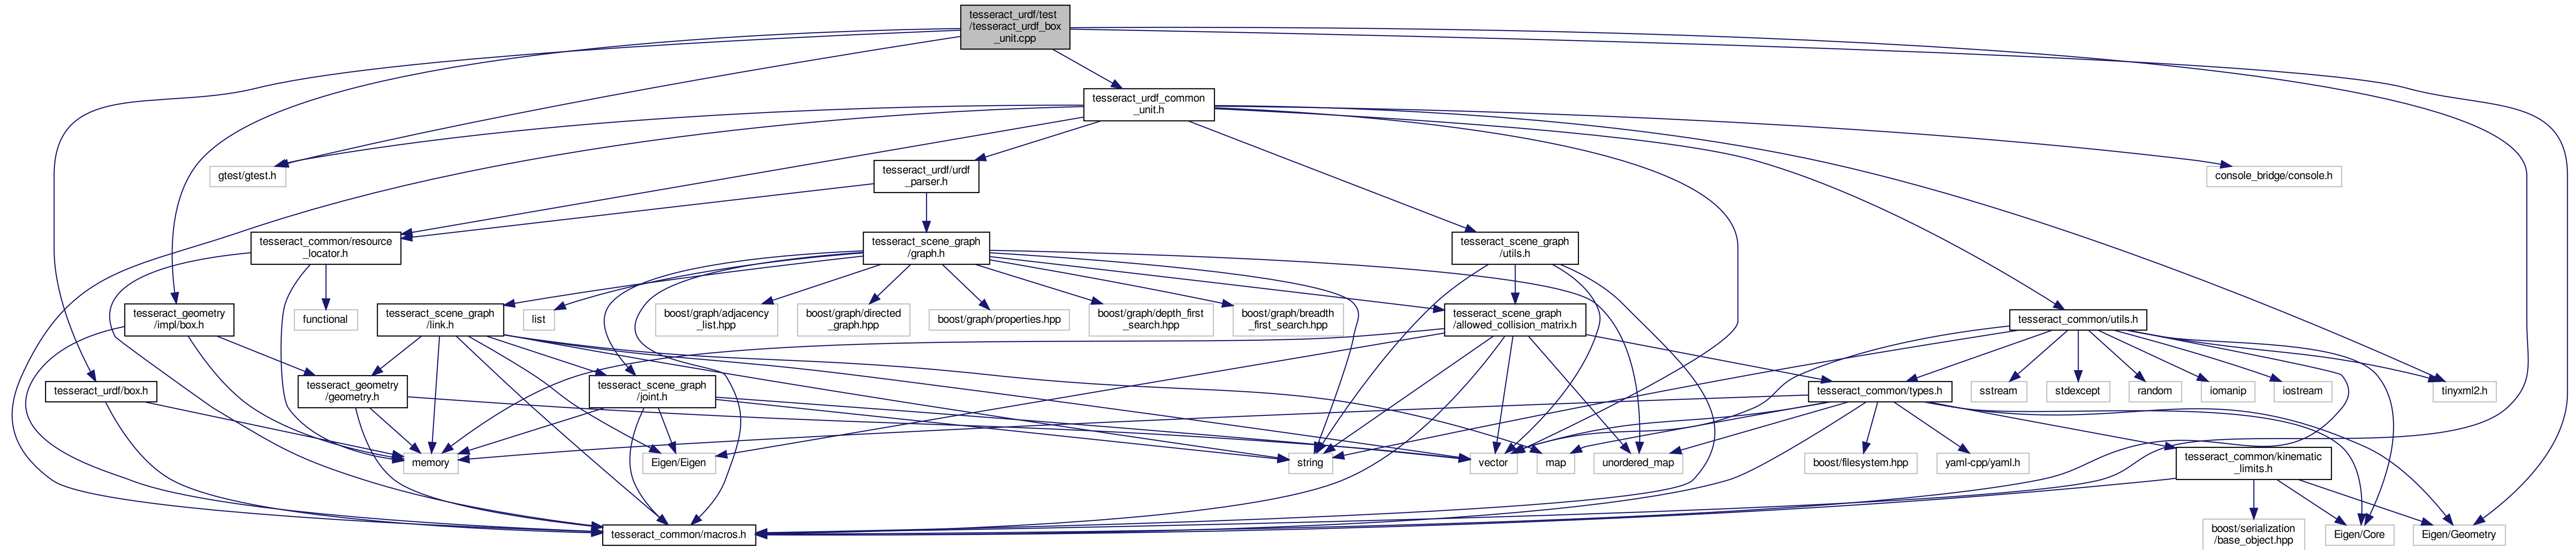 tesseract_urdf/test
/tesseract_urdf_box
_unit.cpp
tesseract_urdf_common
_unit.h
gtest/gtest.h
tesseract_urdf/urdf
_parser.h
console_bridge/console.h
tesseract_common/resource
_locator.h
tesseract_scene_graph
/graph.h
tesseract_scene_graph
/utils.h
tesseract_geometry
/impl/box.h
functional
tesseract_scene_graph
/link.h
list
boost/graph/adjacency
_list.hpp
boost/graph/directed
_graph.hpp
boost/graph/properties.hpp
boost/graph/depth_first
_search.hpp
boost/graph/breadth
_first_search.hpp
tesseract_scene_graph
/allowed_collision_matrix.h
tesseract_common/utils.h
tesseract_urdf/box.h
tesseract_geometry
/geometry.h
tesseract_scene_graph
/joint.h
tesseract_common/types.h
sstream
stdexcept
random
iomanip
iostream
tinyxml2.h
memory
Eigen/Eigen
string
vector
map
unordered_map
boost/filesystem.hpp
yaml-cpp/yaml.h
tesseract_common/kinematic
_limits.h
tesseract_common/macros.h
boost/serialization
/base_object.hpp
Eigen/Core
Eigen/Geometry